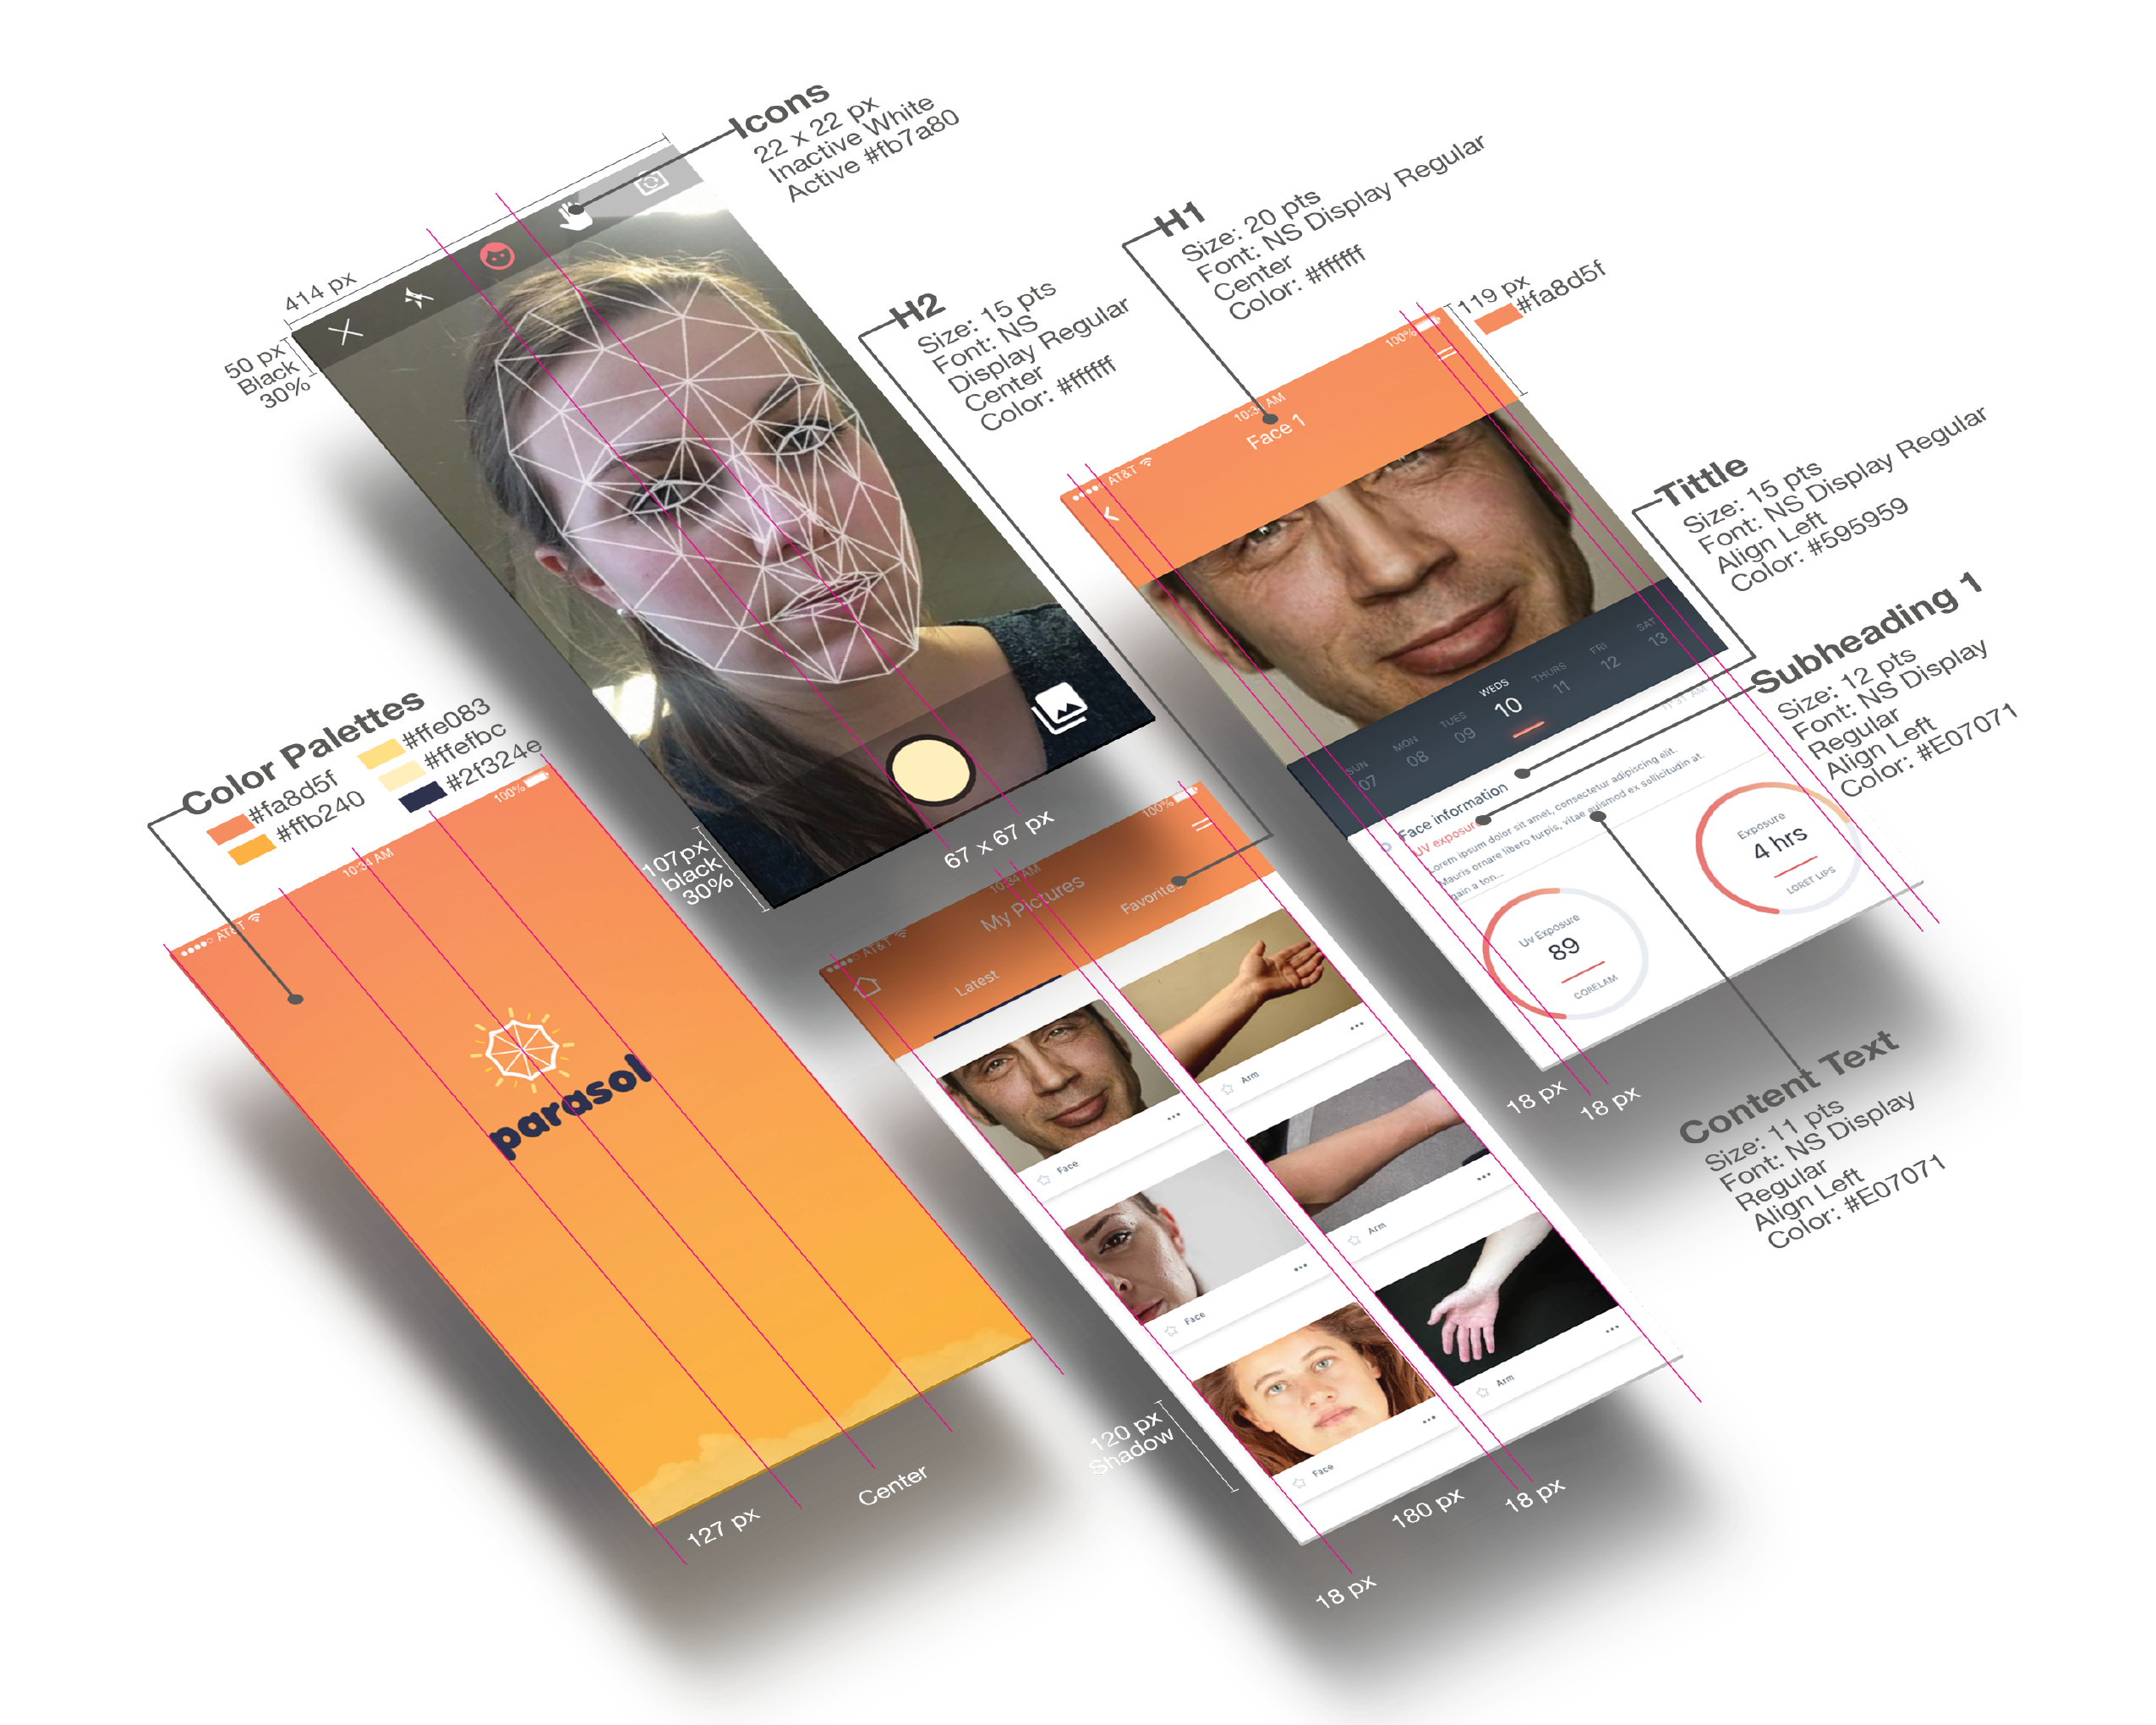 Icons
22 x 22 px
Inactive White
Active #fb7a80
414 px
50 px
Black
30%
H2
Size: 15 pts
Font: NS
Display Regular
Center
Color: #ffffff
H1
Size: 20 pts
Font: NS Display Regular
Center
Color: #ffffff
119 px
#fa8d5f
AT&T
10:3 AM
100%
Face 1
Tittle
Size: 15 pts
Font: NS Display Regular
Align Left
Color: #595959
Subheading 1
Size: 12 pts
Font: NS Display
Regular
Align Left
Color: #E07071
SUN
07
MON
08
TUES
09
WEDS
10
THURS
11
FRI
12
SAT
13
Face information
UV exposure
Lorem ipsum dolor sit amet, consectetur adipiscing elit.
Mauris ornare libero turpis, vitae euismod ex sollicitudin at.
gain a ton...
Uv Exposure
89
CORELAM
Exposure
4 hrs
LORET LIPS
18 px
18 px
Content Text
Size: 11 pts
Font: NS Display
Regular
Align Left
Color: #E07071
Color Palettes
#fa8d5f
#ffb240
#ffe083
#ffefbc
#2f324e
AT&T
10:34 AM
100%
parasol
127 px
Center
107px
black
30%
67 x 67 px
AT&T
10:34 AM
100%
My Pictures
Latest
Favorites
Face
Arm
Face
Arm
Face
Arm
120 px
Shadow
18 px
180 px
18 px